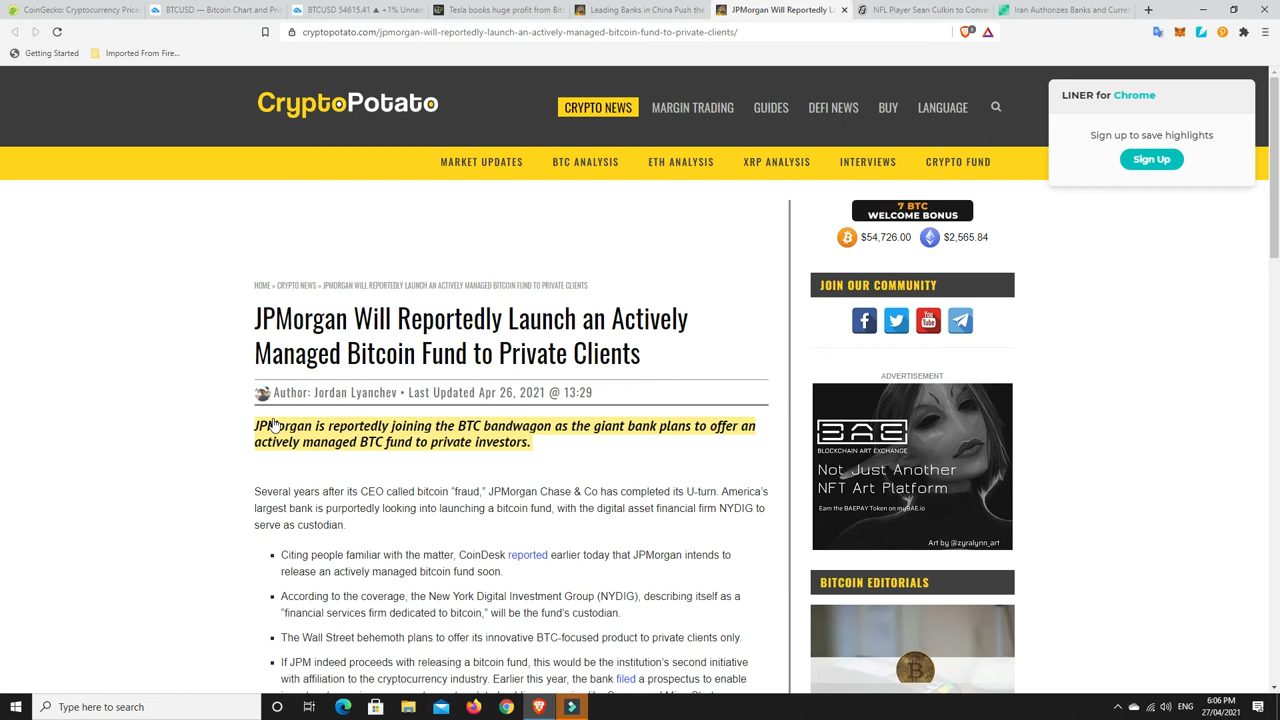 CoinGecko: Cryptocurrency Price
BTCUSD — Bitcoin Chart and Pri
BTCUSD 54615.41 ▲ +1% Unnam
Tesla books huge profit from Bit
Leading Banks in China Push the
JPMorgan Will Reportedly La
NFL Player Sean Culkin to Conve
Iran Authorizes Banks and Curre
cryptopotato.com/jpmorgan-will-reportedly-launch-an-actively-managed-bitcoin-fund-to-private-clients/
Getting Started
Imported From Fire...
CryptoPotato
CRYPTO NEWS
MARGIN TRADING
GUIDES
DEFI NEWS
BUY
LANGUAGE
LINER for Chrome
Sign up to save highlights
Sign Up
MARKET UPDATES
BTC ANALYSIS
ETH ANALYSIS
XRP ANALYSIS
INTERVIEWS
CRYPTO FUND
7 BTC
WELCOME BONUS
$54,726.00
$2,565.84
HOME » CRYPTO NEWS » JPMORGAN WILL REPORTEDLY LAUNCH AN ACTIVELY MANAGED BITCOIN FUND TO PRIVATE CLIENTS
JPMorgan Will Reportedly Launch an Actively
Managed Bitcoin Fund to Private Clients
Author: Jordan Lyanchev • Last Updated Apr 26, 2021 @ 13:29
JPMorgan is reportedly joining the BTC bandwagon as the giant bank plans to offer an
actively managed BTC fund to private investors.
Several years after its CEO called bitcoin “fraud,” JPMorgan Chase & Co has completed its U-turn. America’s
largest bank is purportedly looking into launching a bitcoin fund, with the digital asset financial firm NYDIG to
serve as custodian.
Citing people familiar with the matter, CoinDesk reported earlier today that JPMorgan intends to
release an actively managed bitcoin fund soon.
According to the coverage, the New York Digital Investment Group (NYDIG), describing itself as a
“financial services firm dedicated to bitcoin,” will be the fund’s custodian.
The Wall Street behemoth plans to offer its innovative BTC-focused product to private clients only.
If JPM indeed proceeds with releasing a bitcoin fund, this would be the institution’s second initiative
with affiliation to the cryptocurrency industry. Earlier this year, the bank filed a prospectus to enable
JOIN OUR COMMUNITY
You
Tube
ADVERTISEMENT
BAE
BLOCKCHAIN ART EXCHANGE
Not Just Another
NFT Art Platform
Earn the BAEPAY Token on myBAE.io
Art by @zyralynn_art
BITCOIN EDITORIALS
Type here to search
ENG
6:06 PM
27/04/2021